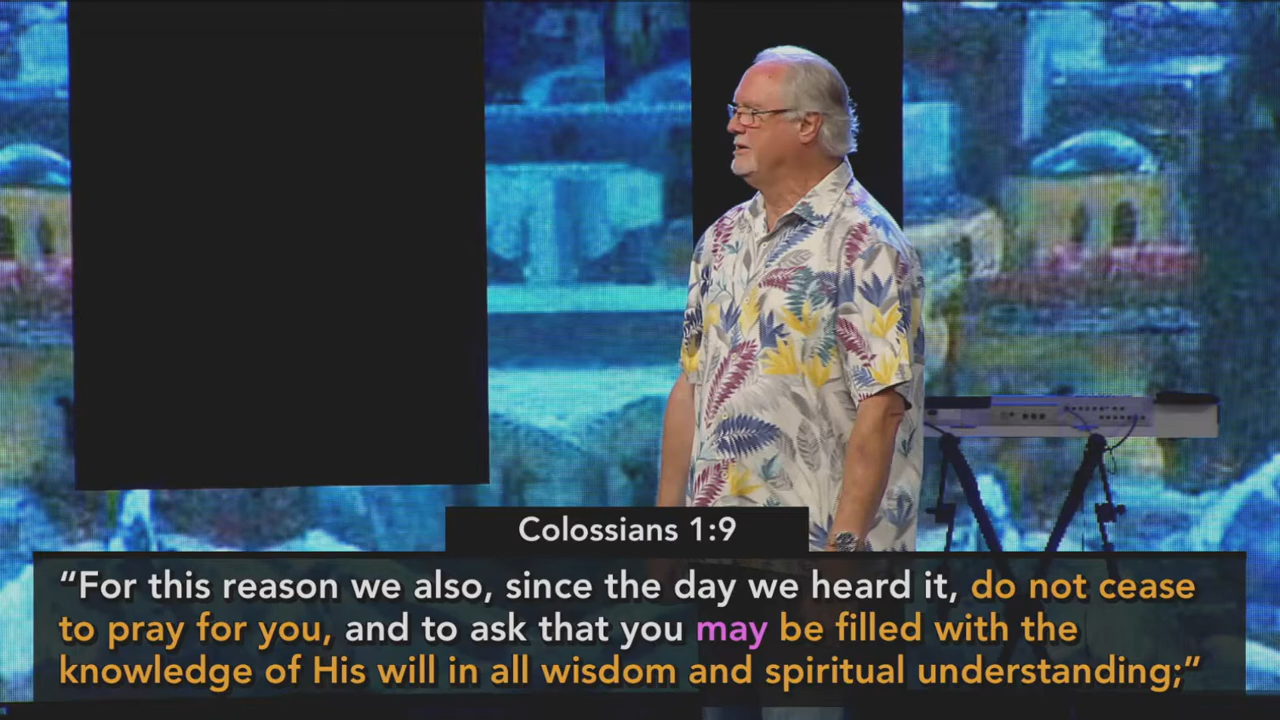 Colossians 1:9
“For this reason we also, since the day we heard it, do not cease
to pray for you, and to ask that you may be filled with the
knowledge of His will in all wisdom and spiritual understanding;“